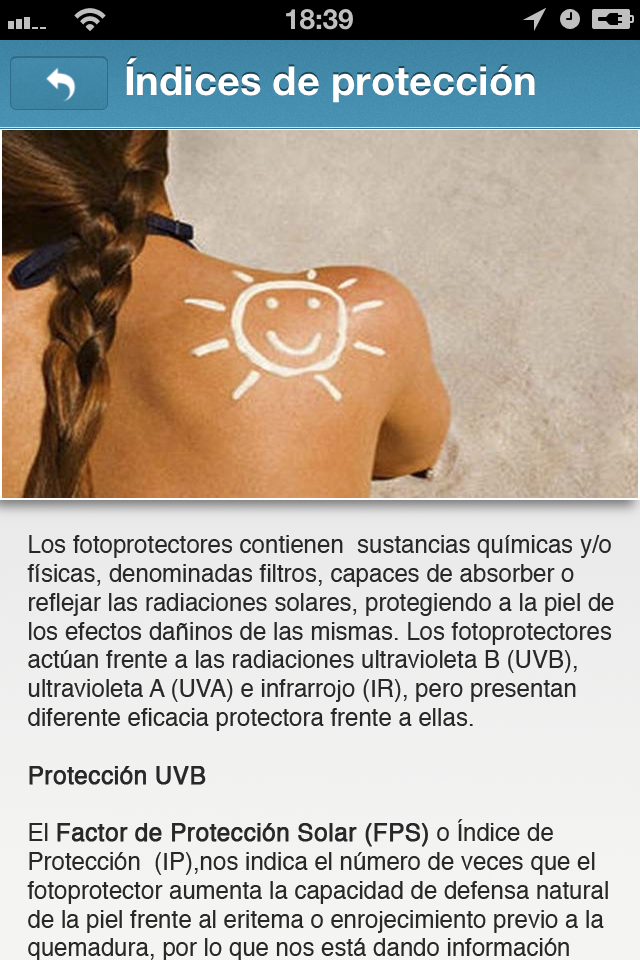 18:39
Índices de protección
Los fotoprotectores contienen  sustancias químicas y/o
físicas, denominadas filtros, capaces de absorber o
reflejar las radiaciones solares, protegiendo a la piel de
los efectos dañinos de las mismas. Los fotoprotectores
actúan frente a las radiaciones ultravioleta B (UVB),
ultravioleta A (UVA) e infrarrojo (IR), pero presentan
diferente eficacia protectora frente a ellas.
Protección UVB
El Factor de Protección Solar (FPS) o Índice de
Protección  (IP),nos indica el número de veces que el
fotoprotector aumenta la capacidad de defensa natural
de la piel frente al eritema o enrojecimiento previo a la
quemadura, por lo que nos está dando información